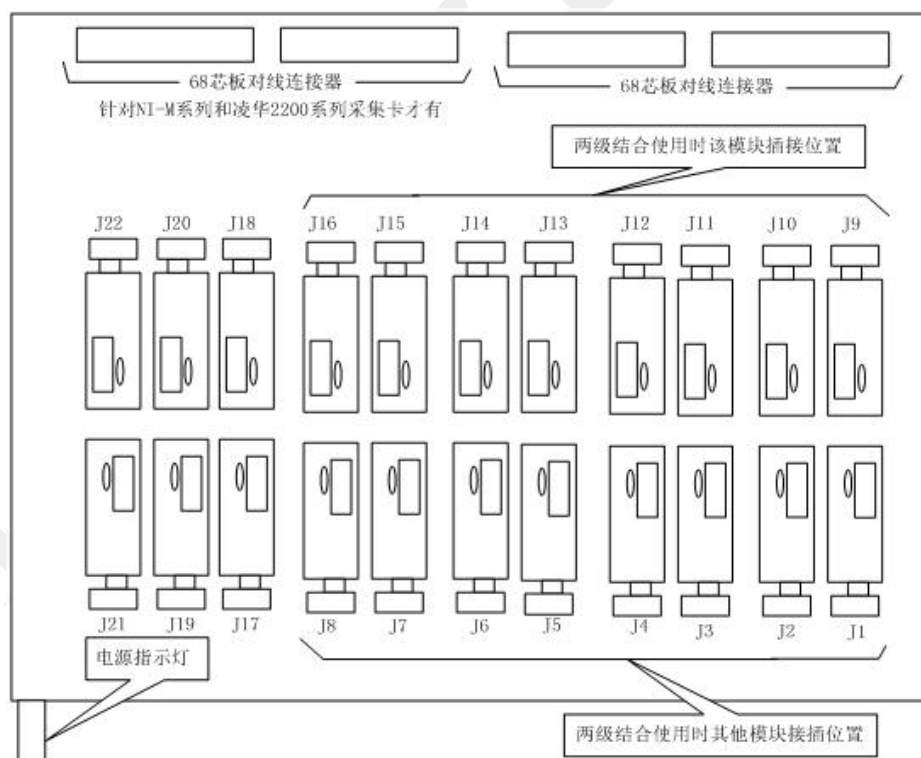 68芯板对线连接器
68芯板对线连接器
针对NI-M系列和凌华2200系列采集卡才有
两级结合使用时该模块插接位置
J22 J20 J18 J16 J15 J14 J13 J12 J11 J10 J9
J21 J19 J17 J8 J7 J6 J5 J4 J3 J2 J1
电源指示灯
两级结合使用时其他模块接插位置